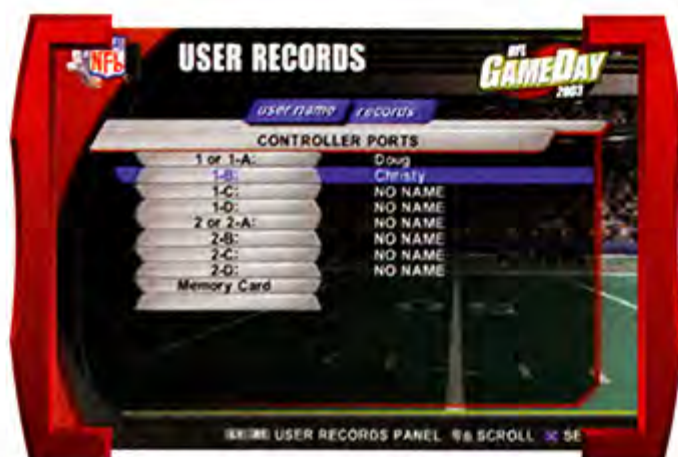 NFL
USER RECORDS
NFL
GAMEDAY
2003
user name records
CONTROLLER PORTS
1 or 1-A: Doug
1-B: Christy
1-C: NO NAME
1-D: NO NAME
2 or 2-A: NO NAME
2-B: NO NAME
2-C: NO NAME
2-D: NO NAME
Memory Card
USER RECORDS PANEL SCROLL SE